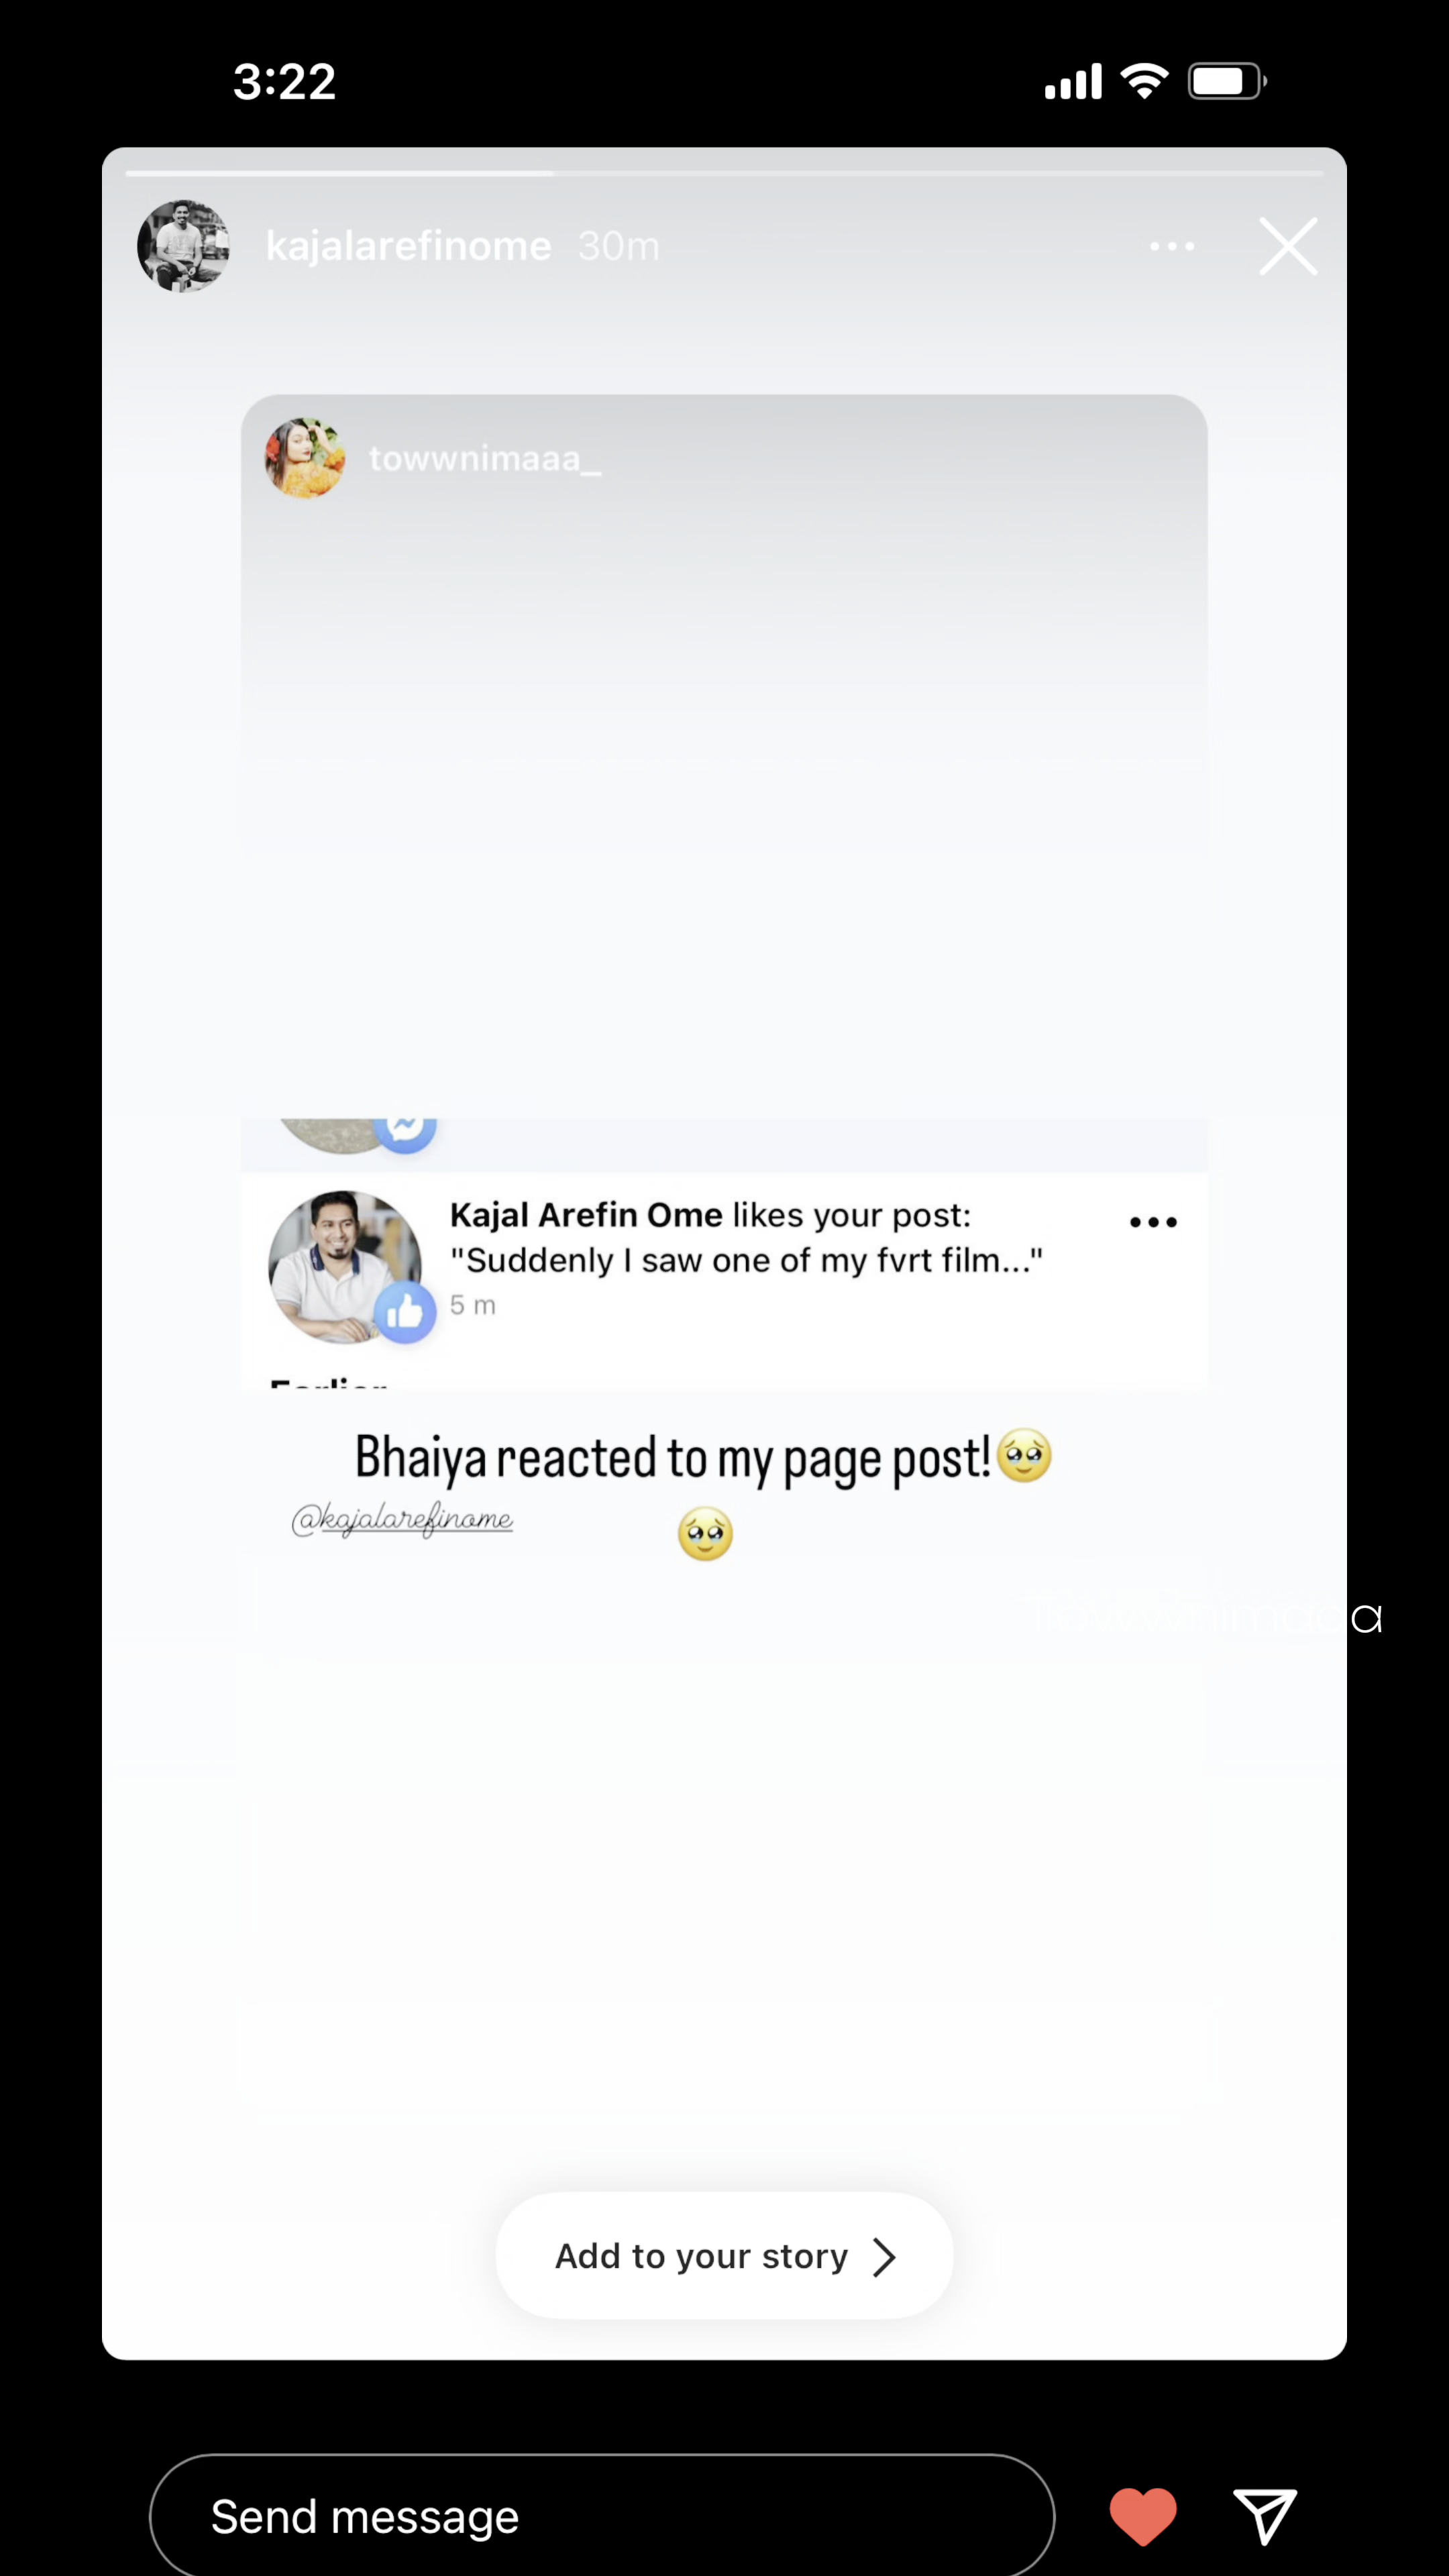 3:22
kajalarefinome 30m
towwnimaaa_
Kajal Arefin Ome likes your post:
"Suddenly I saw one of my fvrt film..."
5 m
Bhaiya reacted to my page post!🥹
@kajalarefinome 🥹
Add to your story
Send message